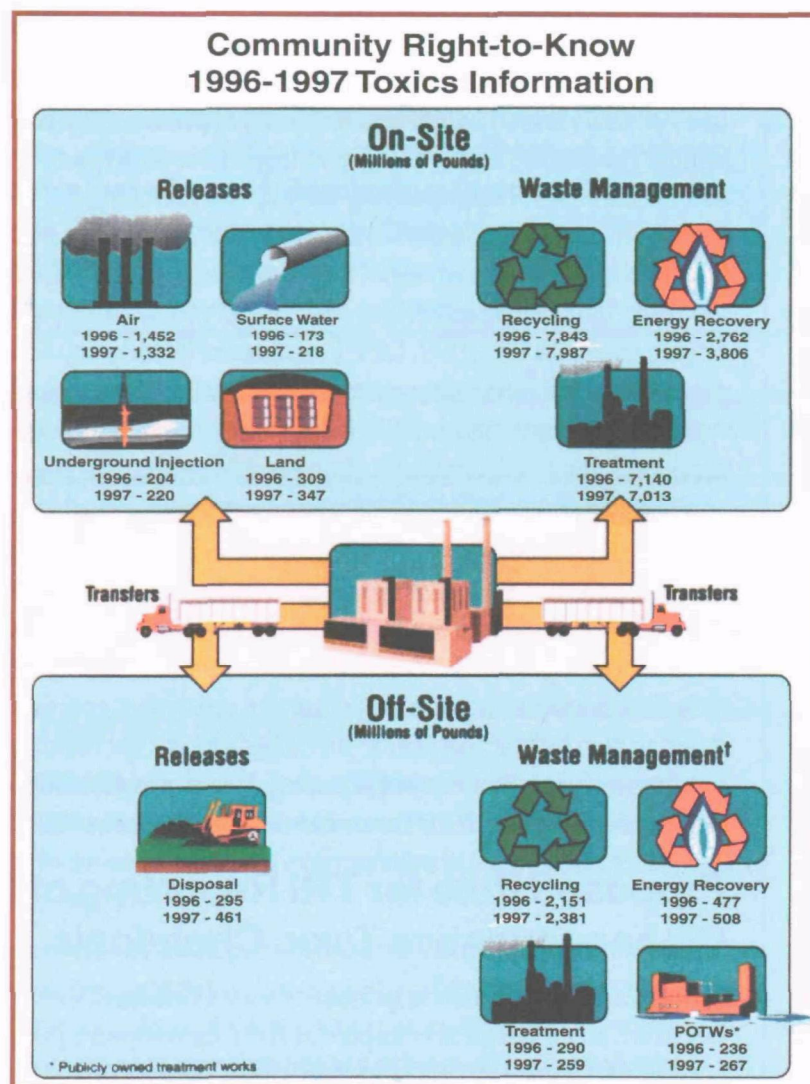 Community Right-to-Know
1996-1997 Toxics Information
On-Site
(Millions of Pounds)
Releases
Waste Management
Air
1996 - 1,452
1997 - 1,332
Surface Water
1996 - 173
1997 - 218
Recycling
1996 - 7,843
1997 - 7,987
Energy Recovery
1996 - 2,762
1997 - 3,806
Underground Injection
1996 - 204
1997 - 220
Land
1996 - 309
1997 - 347
Treatment
1996 - 7,140
1997 - 7,013
Transfers
Transfers
Off-Site
(Millions of Pounds)
Releases
Waste Management†
Disposal
1996 - 295
1997 - 461
Recycling
1996 - 2,151
1997 - 2,381
Energy Recovery
1996 - 477
1997 - 508
Treatment
1996 - 290
1997 - 259
POTWs*
1996 - 236
1997 - 267
* Publicly owned treatment works